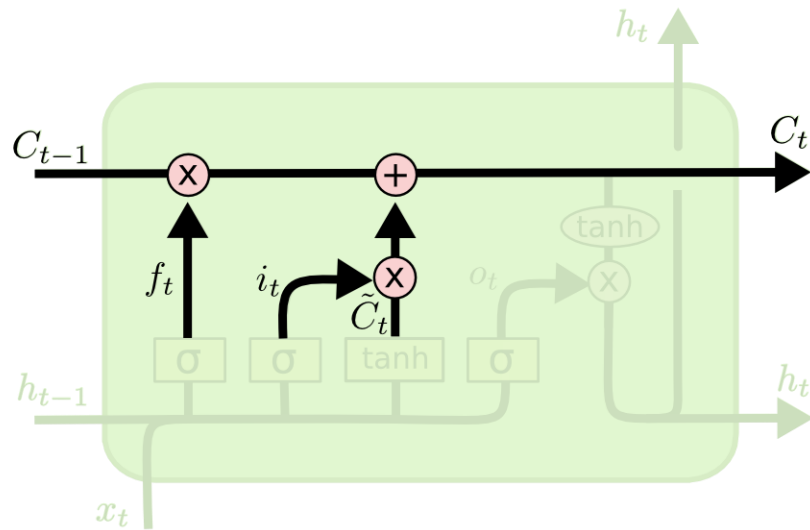 h_t
C_{t-1}
x
+
C_t
tanh
f_t
i_t
x
o_t
x
C̃_t
σ
σ
tanh
σ
h_{t-1}
h_t
x_t